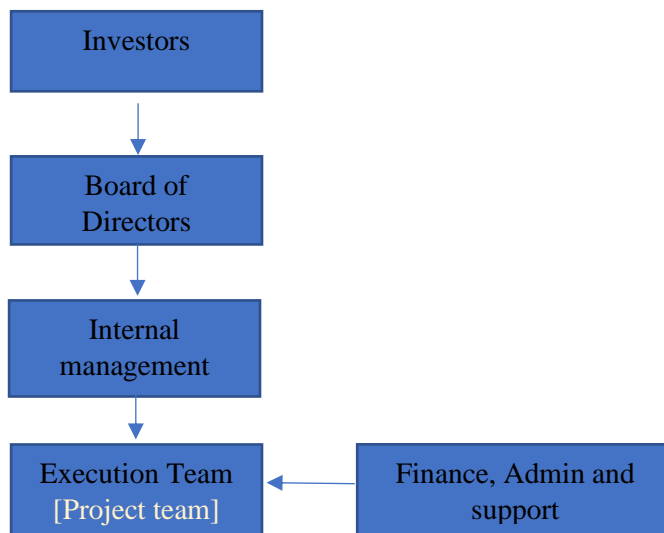 Investors
Board of
Directors
Internal
management
Execution Team
[Project team]
Finance, Admin and
support